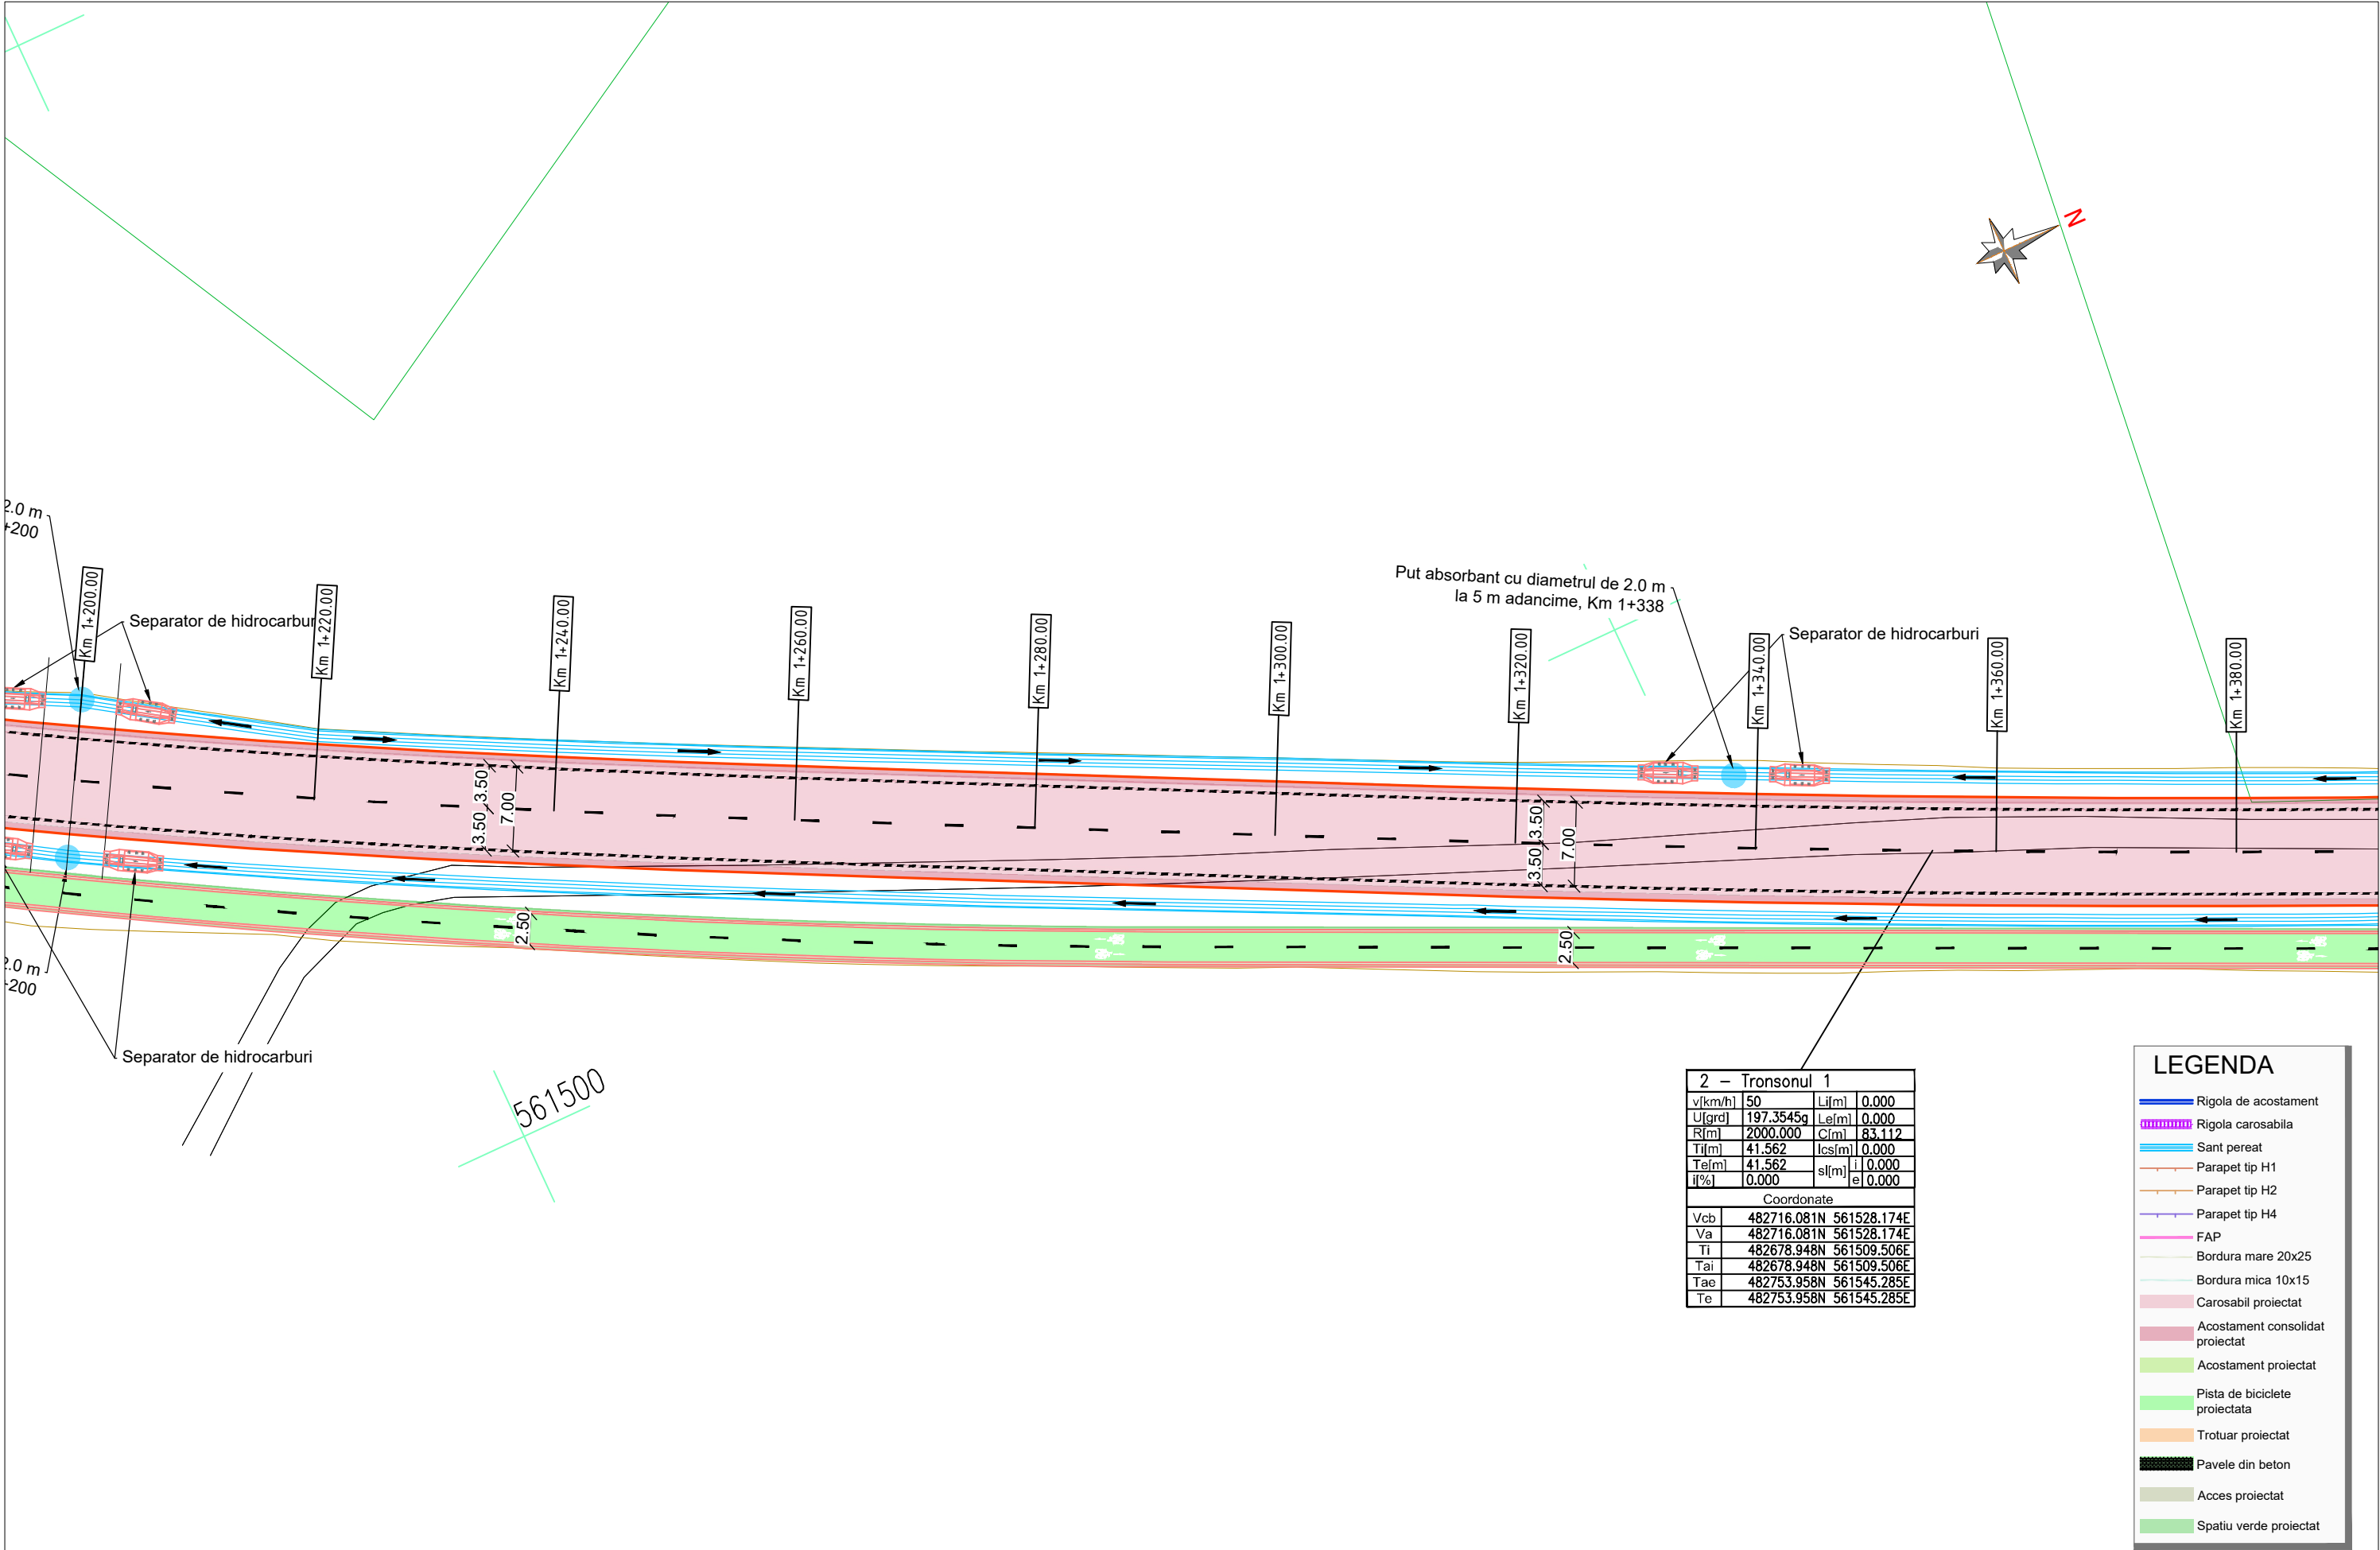 N
2.0 m
+200
Km 1+200.00
Separator de hidrocarburi
Km 1+220.00
Km 1+240.00
Km 1+260.00
Km 1+280.00
Km 1+300.00
Put absorbant cu diametrul de 2.0 m
la 5 m adancime, Km 1+338
Km 1+320.00
Km 1+340.00
Separator de hidrocarburi
Km 1+360.00
Km 1+380.00
3.50 3.50
7.00
3.50 3.50
7.00
2.50
2.50
2.0 m
+200
Separator de hidrocarburi
561500
2 – Tronsonul 1
v[km/h] 50 Li[m] 0.000
U[grd] 197.3545g Le[m] 0.000
R[m] 2000.000 C[m] 83.112
Ti[m] 41.562 lcs[m] 0.000
Te[m] 41.562 sl[m] i 0.000
i[%] 0.000 e 0.000
Coordonate
Vcb 482716.081N 561528.174E
Va 482716.081N 561528.174E
Ti 482678.948N 561509.506E
Tai 482678.948N 561509.506E
Tae 482753.958N 561545.285E
Te 482753.958N 561545.285E
LEGENDA
Rigola de acostament
Rigola carosabila
Sant pereat
Parapet tip H1
Parapet tip H2
Parapet tip H4
FAP
Bordura mare 20x25
Bordura mica 10x15
Carosabil proiectat
Acostament consolidat
proiectat
Acostament proiectat
Pista de biciclete
proiectata
Trotuar proiectat
Pavele din beton
Acces proiectat
Spatiu verde proiectat